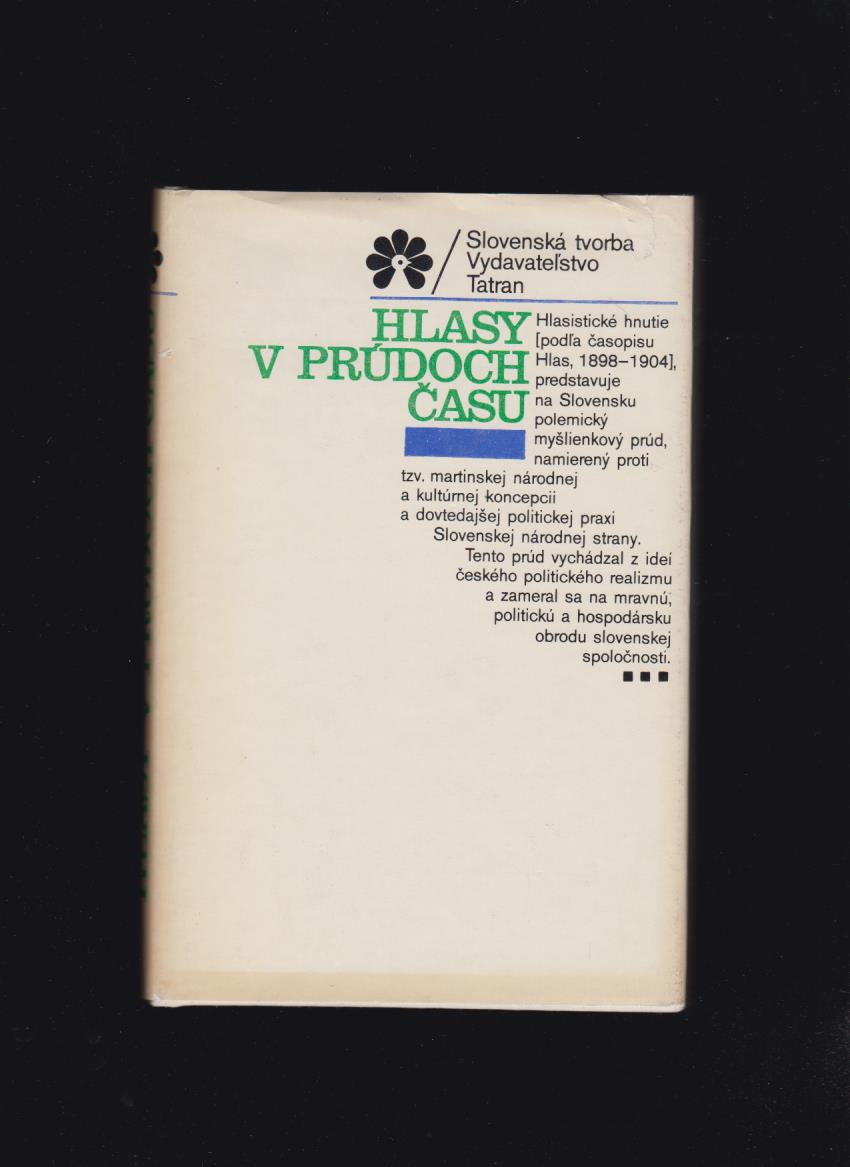 Slovenská tvorba
Vydavateľstvo
Tatran
HLASY
V PRÚDOCH
ČASU
Hlasistické hnutie
[podľa časopisu
Hlas, 1898–1904],
predstavuje
na Slovensku
polemický
myšlienkový prúd,
namierený proti
tzv. martinskej národnej
a kultúrnej koncepcii
a dovtedajšej politickej praxi
Slovenskej národnej strany.
Tento prúd vychádzal z ideí
českého politického realizmu
a zameral sa na mravnú,
politickú a hospodársku
obrodu slovenskej
spoločnosti.